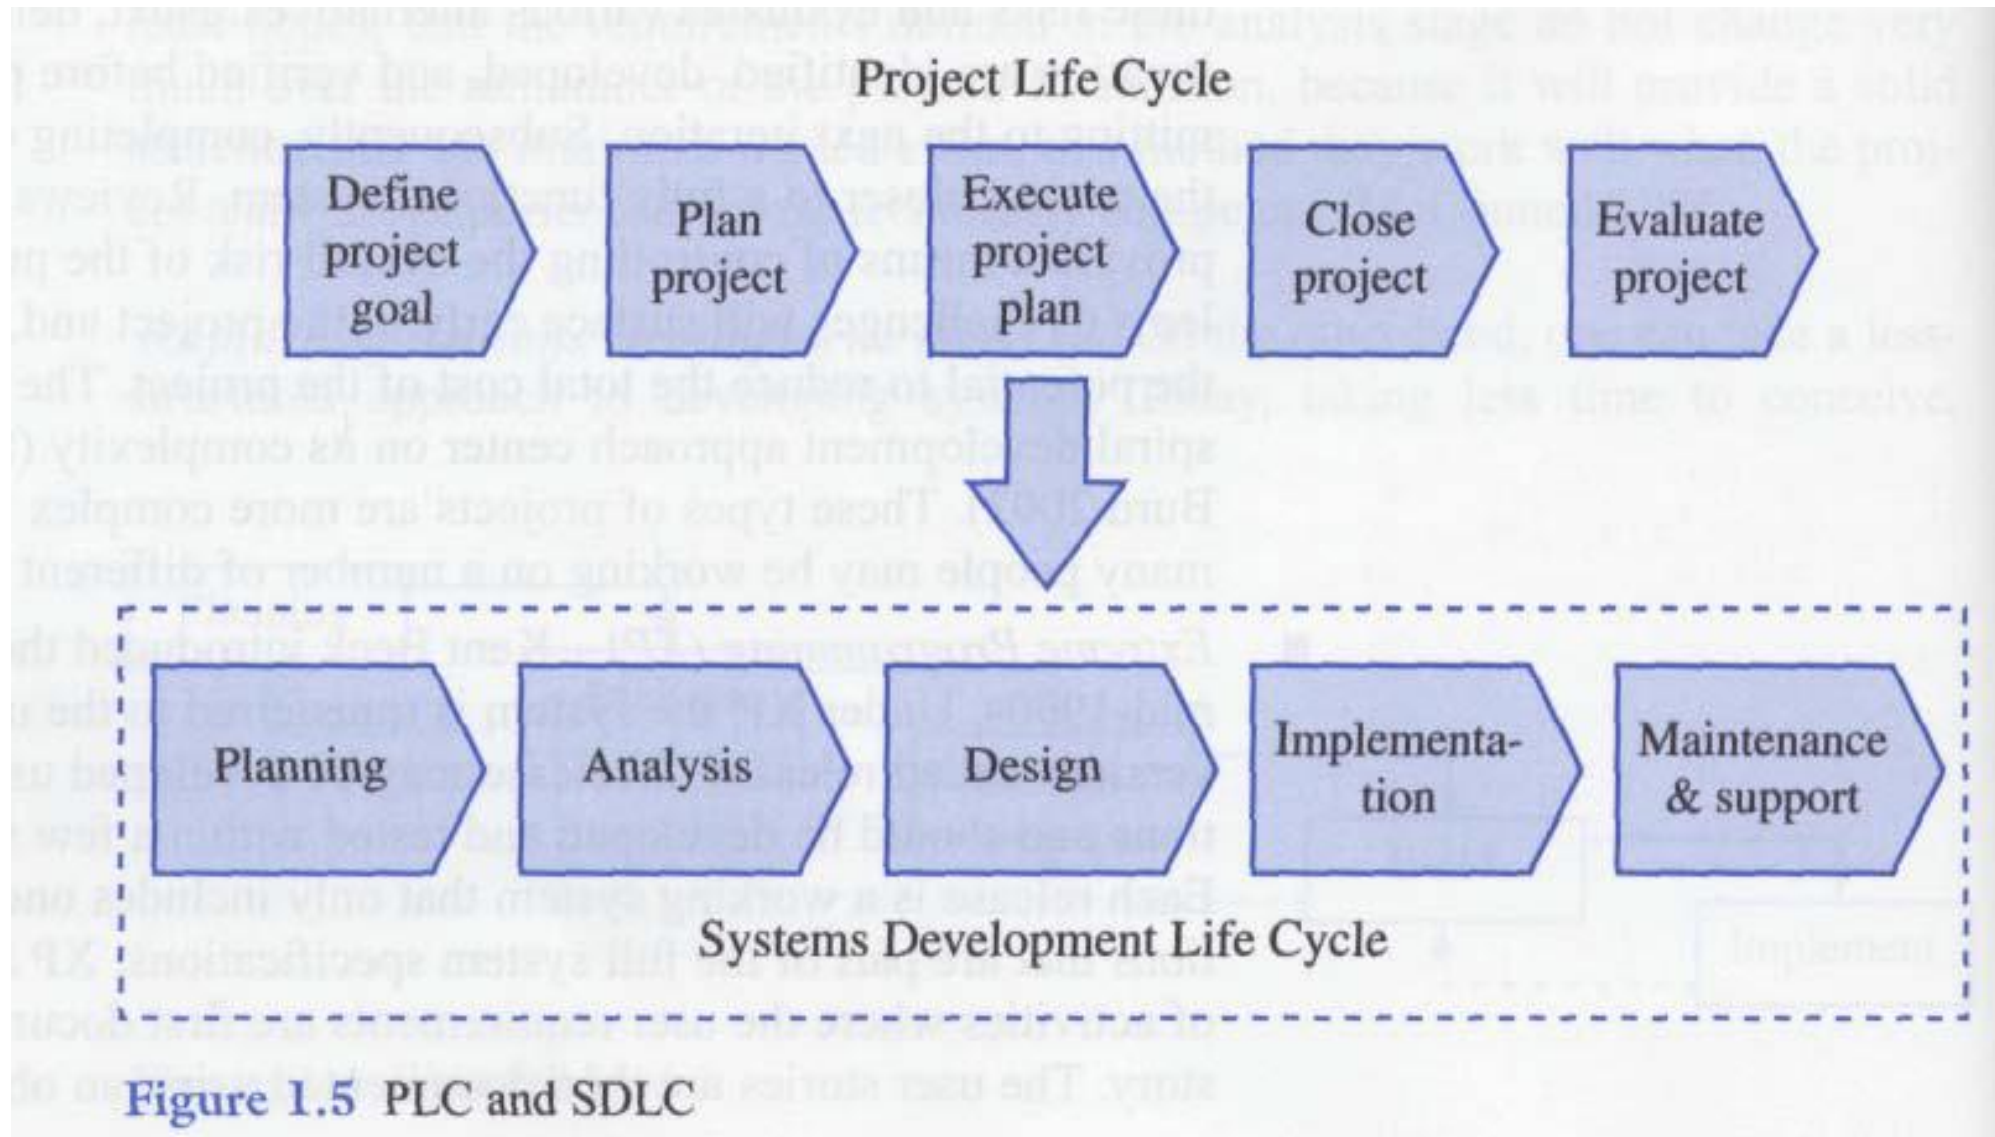 Project Life Cycle
Define
project
goal
Plan
project
Execute
project
plan
Close
project
Evaluate
project
Planning
Analysis
Design
Implementa-
tion
Maintenance
& support
Systems Development Life Cycle
Figure 1.5 PLC and SDLC